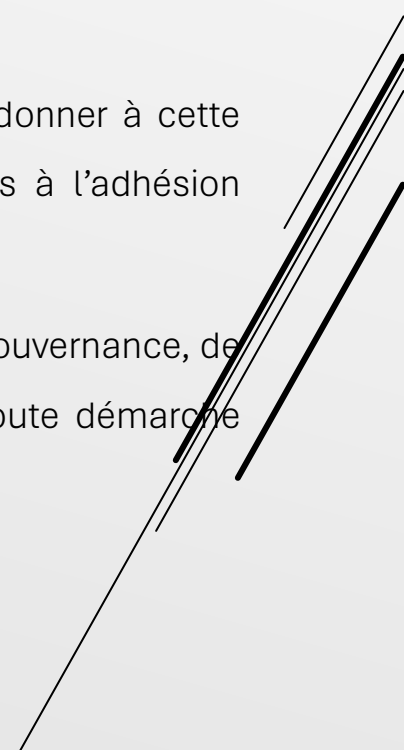 donner à cette
s à l’adhésion
ouvernance, de
oute démarche